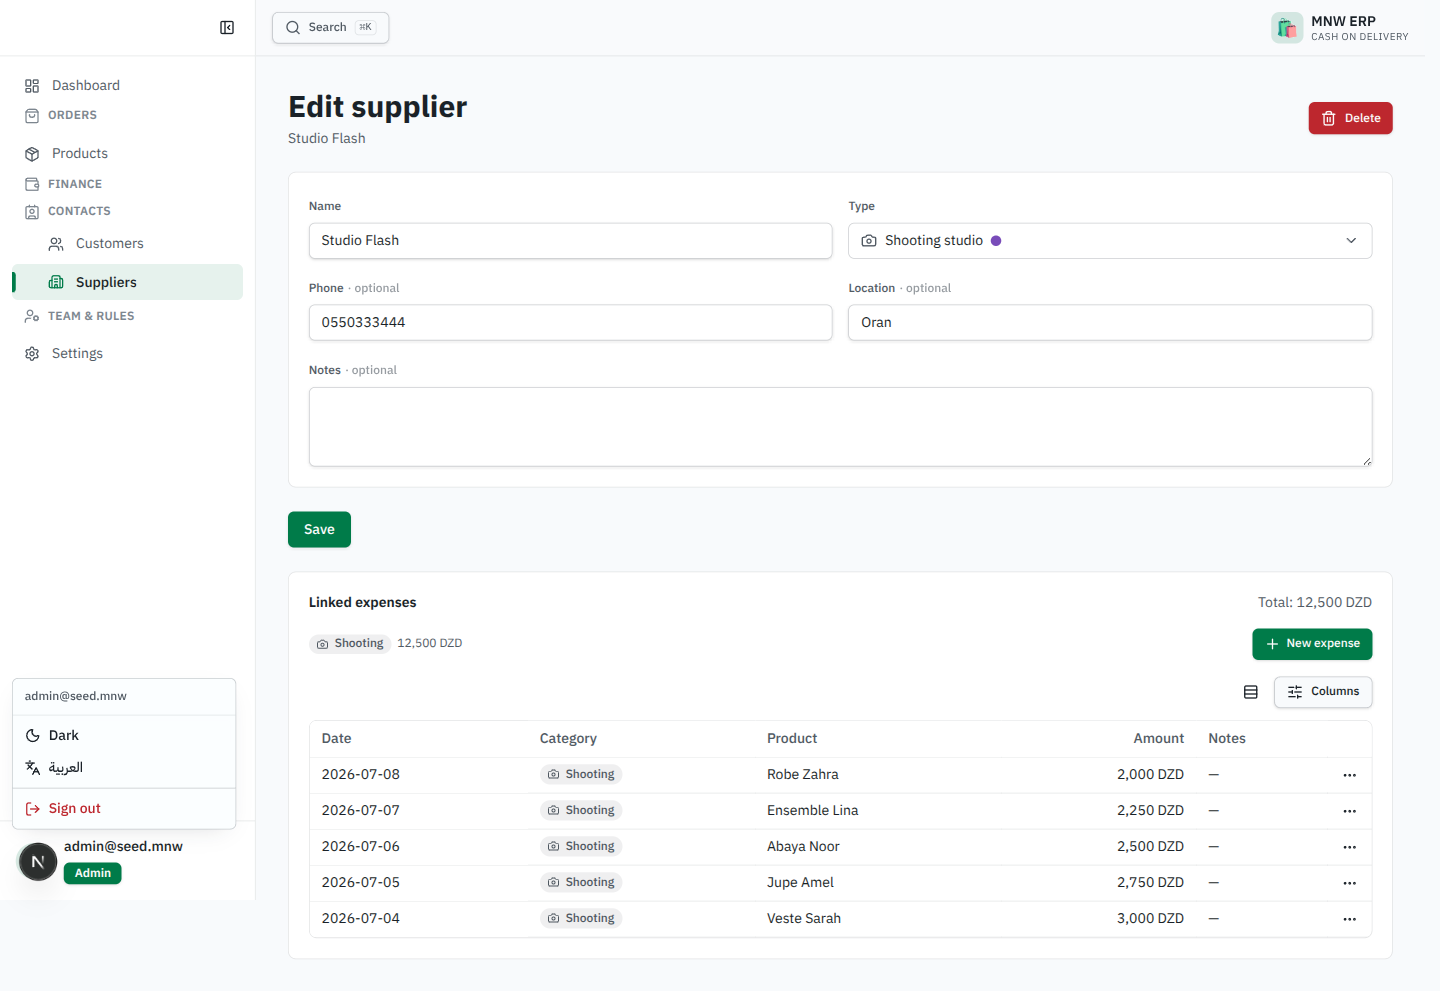 Search ⌘K
MNW ERP
CASH ON DELIVERY
Dashboard
ORDERS
Products
FINANCE
CONTACTS
Customers
Suppliers
TEAM & RULES
Settings
admin@seed.mnw
Dark
العربية
Sign out
N
admin@seed.mnw
Admin
Edit supplier
Studio Flash
Delete
Name
Studio Flash
Type
Shooting studio
Phone · optional
0550333444
Location · optional
Oran
Notes · optional
Save
Linked expenses
Total: 12,500 DZD
Shooting 12,500 DZD
New expense
Columns
Date Category Product Amount Notes
2026-07-08 Shooting Robe Zahra 2,000 DZD —
2026-07-07 Shooting Ensemble Lina 2,250 DZD —
2026-07-06 Shooting Abaya Noor 2,500 DZD —
2026-07-05 Shooting Jupe Amel 2,750 DZD —
2026-07-04 Shooting Veste Sarah 3,000 DZD —